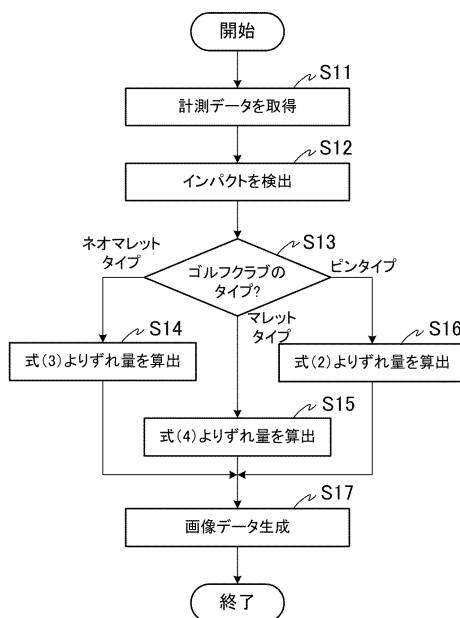 開始
S11
計測データを取得
S12
インパクトを検出
S13
ネオマレット
タイプ
ゴルフクラブの
タイプ?
ピンタイプ
マレット
タイプ
S14
式(3)よりずれ量を算出
S16
式(2)よりずれ量を算出
S15
式(4)よりずれ量を算出
S17
画像データ生成
終了